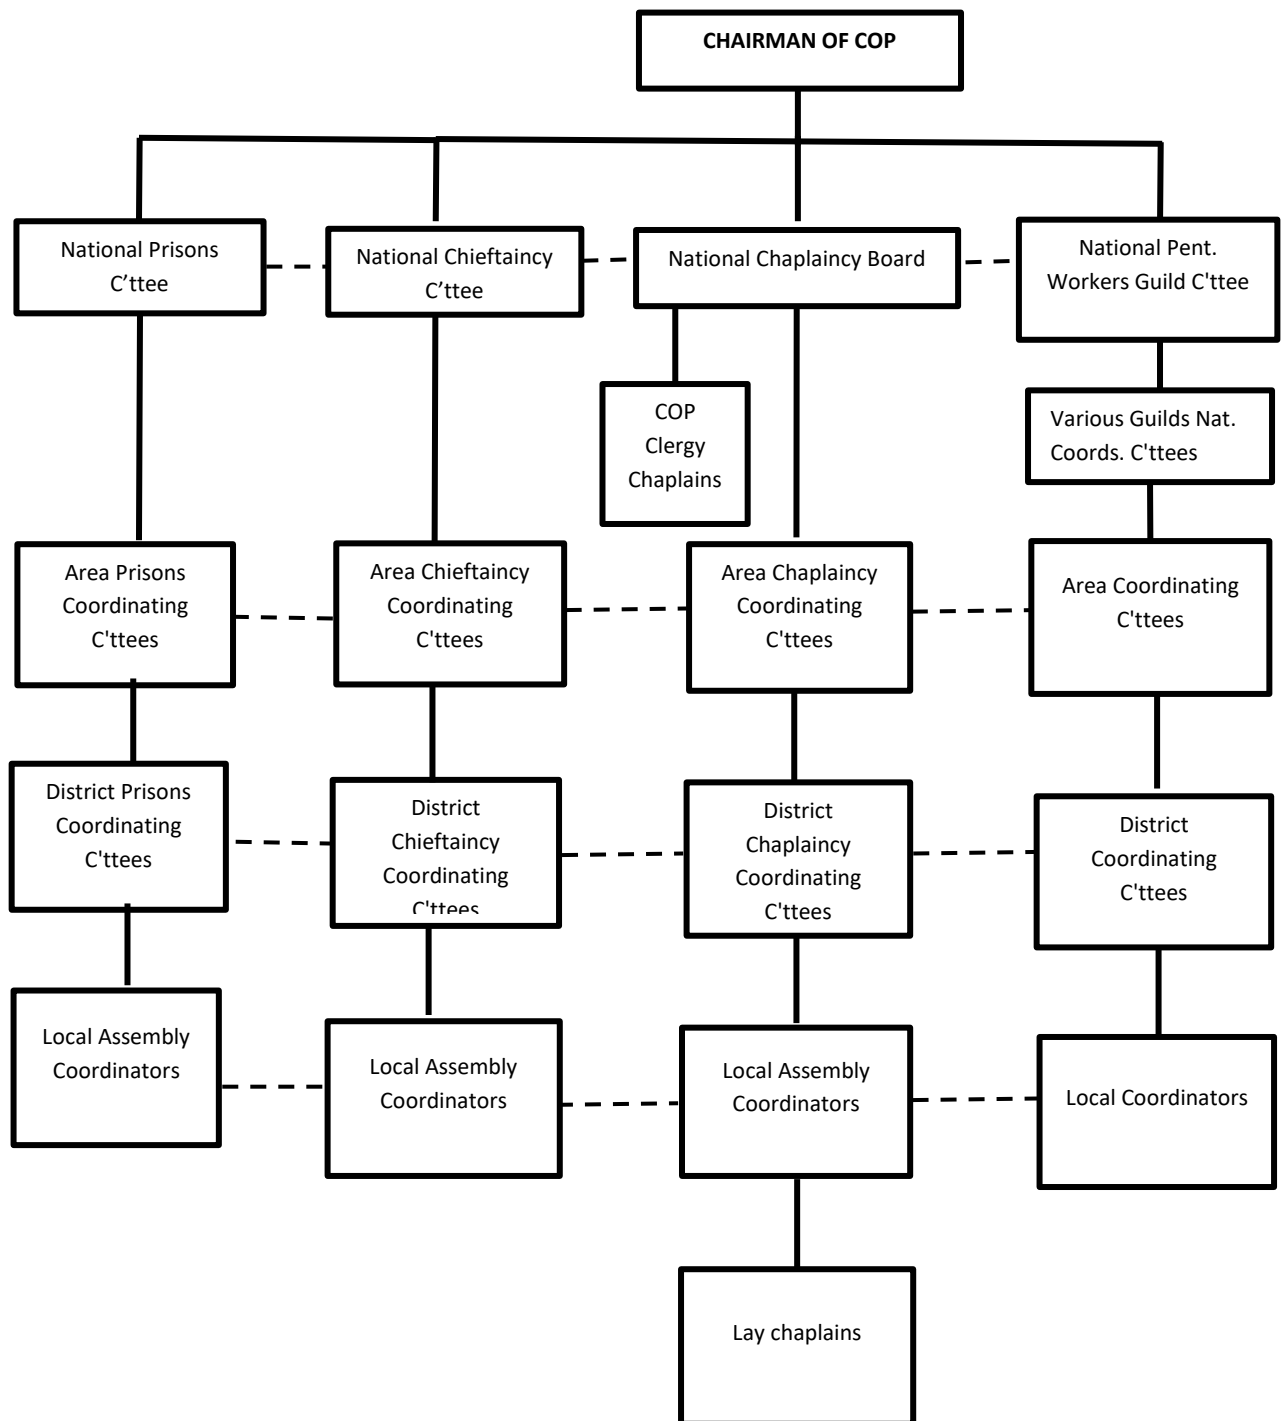 CHAIRMAN OF COP
National Prisons
C’ttee
National Chieftaincy
C’ttee
National Chaplaincy Board
National Pent.
Workers Guild C'ttee
COP
Clergy
Chaplains
Various Guilds Nat.
Coords. C'ttees
Area Prisons
Coordinating
C'ttees
Area Chieftaincy
Coordinating
C'ttees
Area Chaplaincy
Coordinating
C'ttees
Area Coordinating
C'ttees
District Prisons
Coordinating
C'ttees
District
Chieftaincy
Coordinating
C'ttees
District
Chaplaincy
Coordinating
C'ttees
District
Coordinating
C'ttees
Local Assembly
Coordinators
Local Assembly
Coordinators
Local Assembly
Coordinators
Local Coordinators
Lay chaplains